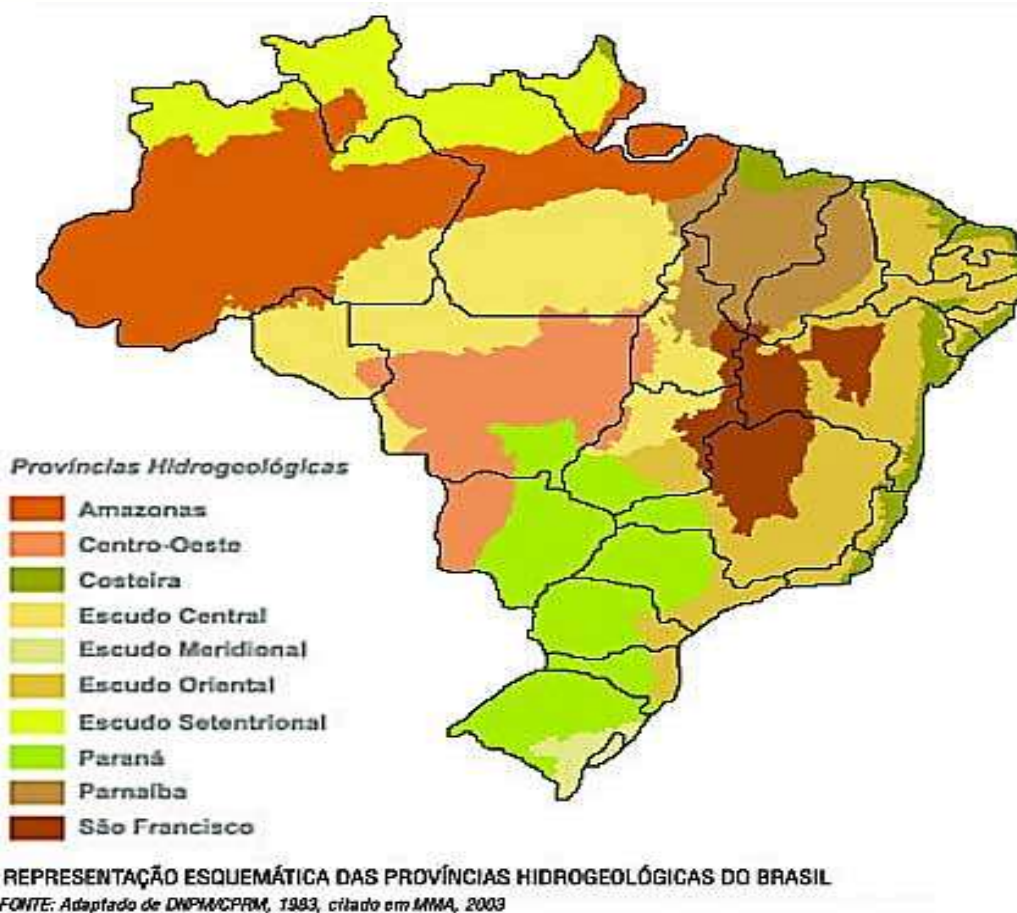 Províncias Hidrogeológicas
Amazonas
Centro-Oeste
Costeira
Escudo Central
Escudo Meridional
Escudo Oriental
Escudo Setentrional
Paraná
Parnaíba
São Francisco
REPRESENTAÇÃO ESQUEMÁTICA DAS PROVÍNCIAS HIDROGEOLÓGICAS DO BRASIL
FONTE: Adaptado de DNPM/CPRM, 1983, citado em MMA, 2003